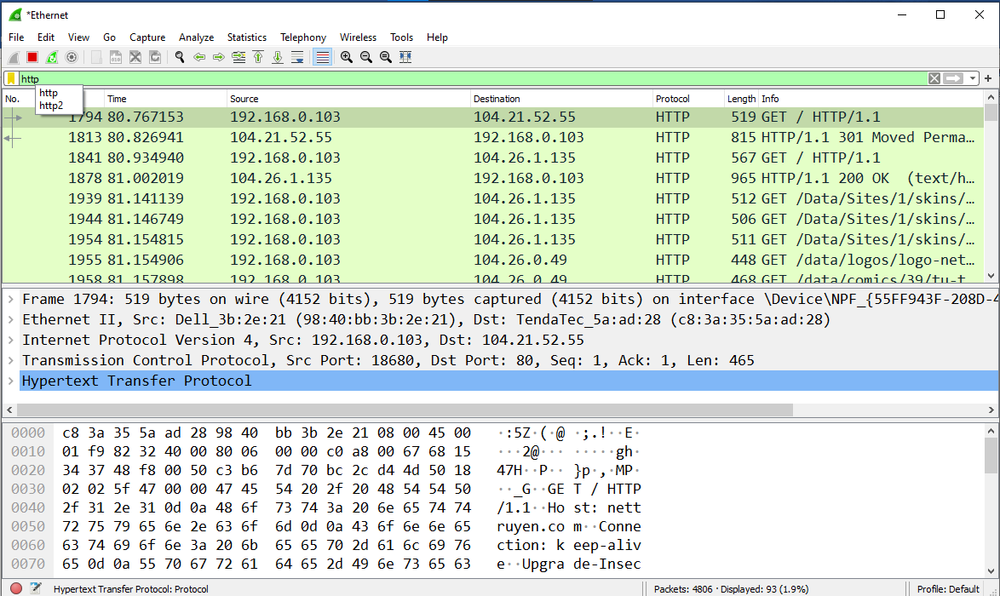 *Ethernet
File Edit View Go Capture Analyze Statistics Telephony Wireless Tools Help
http
http
http2
No. Time Source Destination Protocol Length Info
1794 80.767153 192.168.0.103 104.21.52.55 HTTP 519 GET / HTTP/1.1
1813 80.826941 104.21.52.55 192.168.0.103 HTTP 815 HTTP/1.1 301 Moved Perma…
1841 80.934940 192.168.0.103 104.26.1.135 HTTP 567 GET / HTTP/1.1
1878 81.002019 104.26.1.135 192.168.0.103 HTTP 965 HTTP/1.1 200 OK (text/h…
1939 81.141139 192.168.0.103 104.26.1.135 HTTP 512 GET /Data/Sites/1/skins/…
1944 81.146749 192.168.0.103 104.26.1.135 HTTP 506 GET /Data/Sites/1/skins/…
1954 81.154815 192.168.0.103 104.26.1.135 HTTP 511 GET /Data/Sites/1/skins/…
1955 81.154906 192.168.0.103 104.26.0.49 HTTP 448 GET /data/logos/logo-net…
1958 81.157898 192.168.0.103 104.26.0.49 HTTP 468 GET /data/comics/39/tu-t…
Frame 1794: 519 bytes on wire (4152 bits), 519 bytes captured (4152 bits) on interface \Device\NPF_{55FF943F-208D-4
Ethernet II, Src: Dell_3b:2e:21 (98:40:bb:3b:2e:21), Dst: TendaTec_5a:ad:28 (c8:3a:35:5a:ad:28)
Internet Protocol Version 4, Src: 192.168.0.103, Dst: 104.21.52.55
Transmission Control Protocol, Src Port: 18680, Dst Port: 80, Seq: 1, Ack: 1, Len: 465
Hypertext Transfer Protocol
0000 c8 3a 35 5a ad 28 98 40 bb 3b 2e 21 08 00 45 00 ·:5Z·(·@ ·;.!··E·
0010 01 f9 82 32 40 00 80 06 00 00 c0 a8 00 67 68 15 ···2@··· ·····gh·
0020 34 37 48 f8 00 50 c3 b6 7d 70 bc 2c d4 4d 50 18 47H··P·· }p·,·MP·
0030 02 02 5f 47 00 00 47 45 54 20 2f 20 48 54 54 50 ··_G··GE T / HTTP
0040 2f 31 2e 31 0d 0a 48 6f 73 74 3a 20 6e 65 74 74 /1.1··Ho st: nett
0050 72 75 79 65 6e 2e 63 6f 6d 0d 0a 43 6f 6e 6e 65 ruyen.co m··Conne
0060 63 74 69 6f 6e 3a 20 6b 65 65 70 2d 61 6c 69 76 ction: k eep-aliv
0070 65 0d 0a 55 70 67 72 61 64 65 2d 49 6e 73 65 63 e··Upgra de-Insec
Hypertext Transfer Protocol: Protocol Packets: 4806 · Displayed: 93 (1.9%) Profile: Default